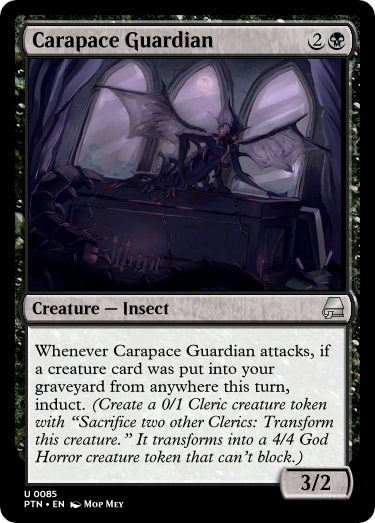 Carapace Guardian 2
Creature — Insect
Whenever Carapace Guardian attacks, if
a creature card was put into your
graveyard from anywhere this turn,
induct. (Create a 0/1 Cleric creature token
with “Sacrifice two other Clerics: Transform
this creature.” It transforms into a 4/4 God
Horror creature token that can’t block.)
3/2
U 0085
PTN • EN Mop Mey